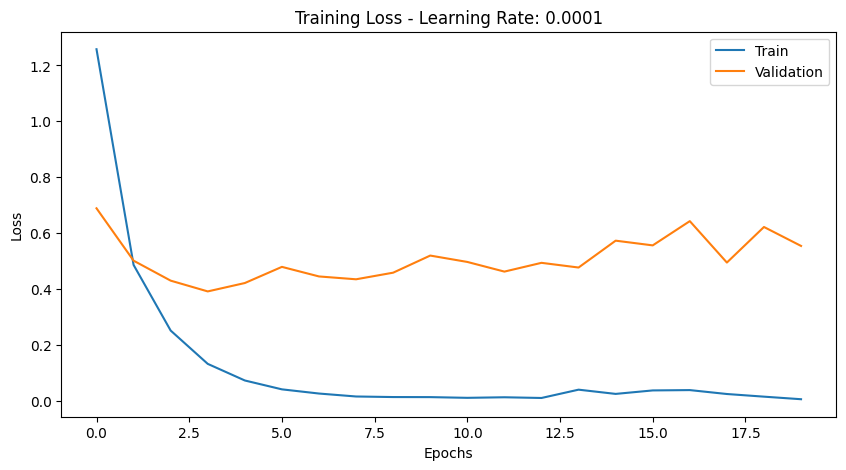 Training Loss - Learning Rate: 0.0001
Train
Validation
Loss
1.2
1.0
0.8
0.6
0.4
0.2
0.0
0.0 2.5 5.0 7.5 10.0 12.5 15.0 17.5
Epochs